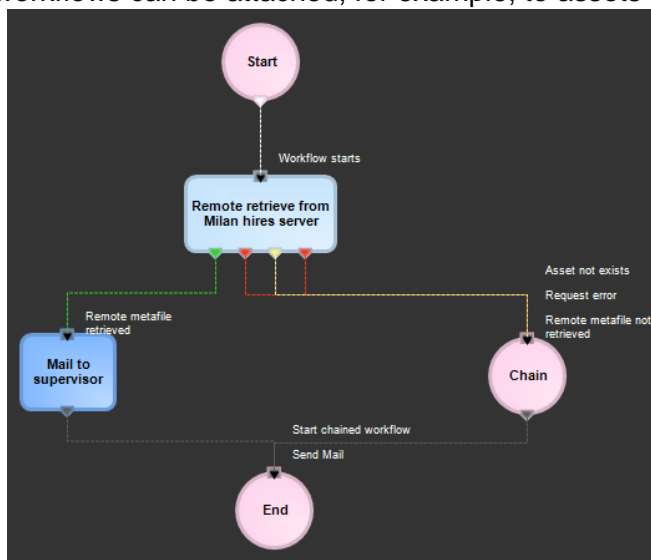 workflows can be attached, for example, to assets
Start
Workflow starts
Remote retrieve from
Milan hires server
Asset not exists
Request error
Remote metafile not
retrieved
Remote metafile
retrieved
Mail to
supervisor
Chain
Start chained workflow
Send Mail
End